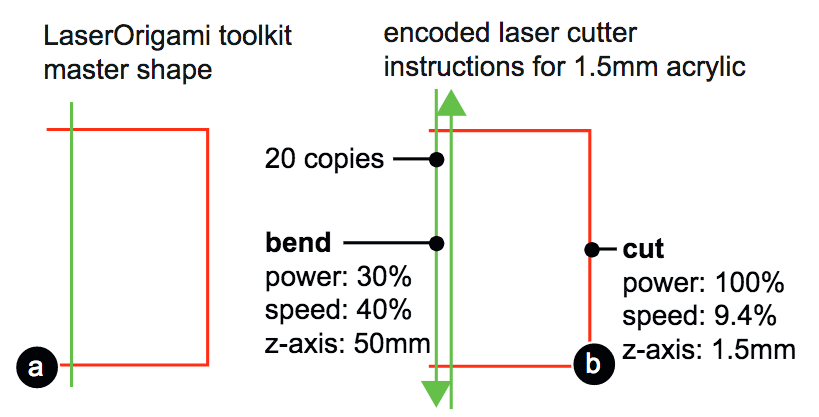 LaserOrigami toolkit
master shape
encoded laser cutter
instructions for 1.5mm acrylic
20 copies
bend
power: 30%
speed: 40%
z-axis: 50mm
cut
power: 100%
speed: 9.4%
z-axis: 1.5mm
a
b